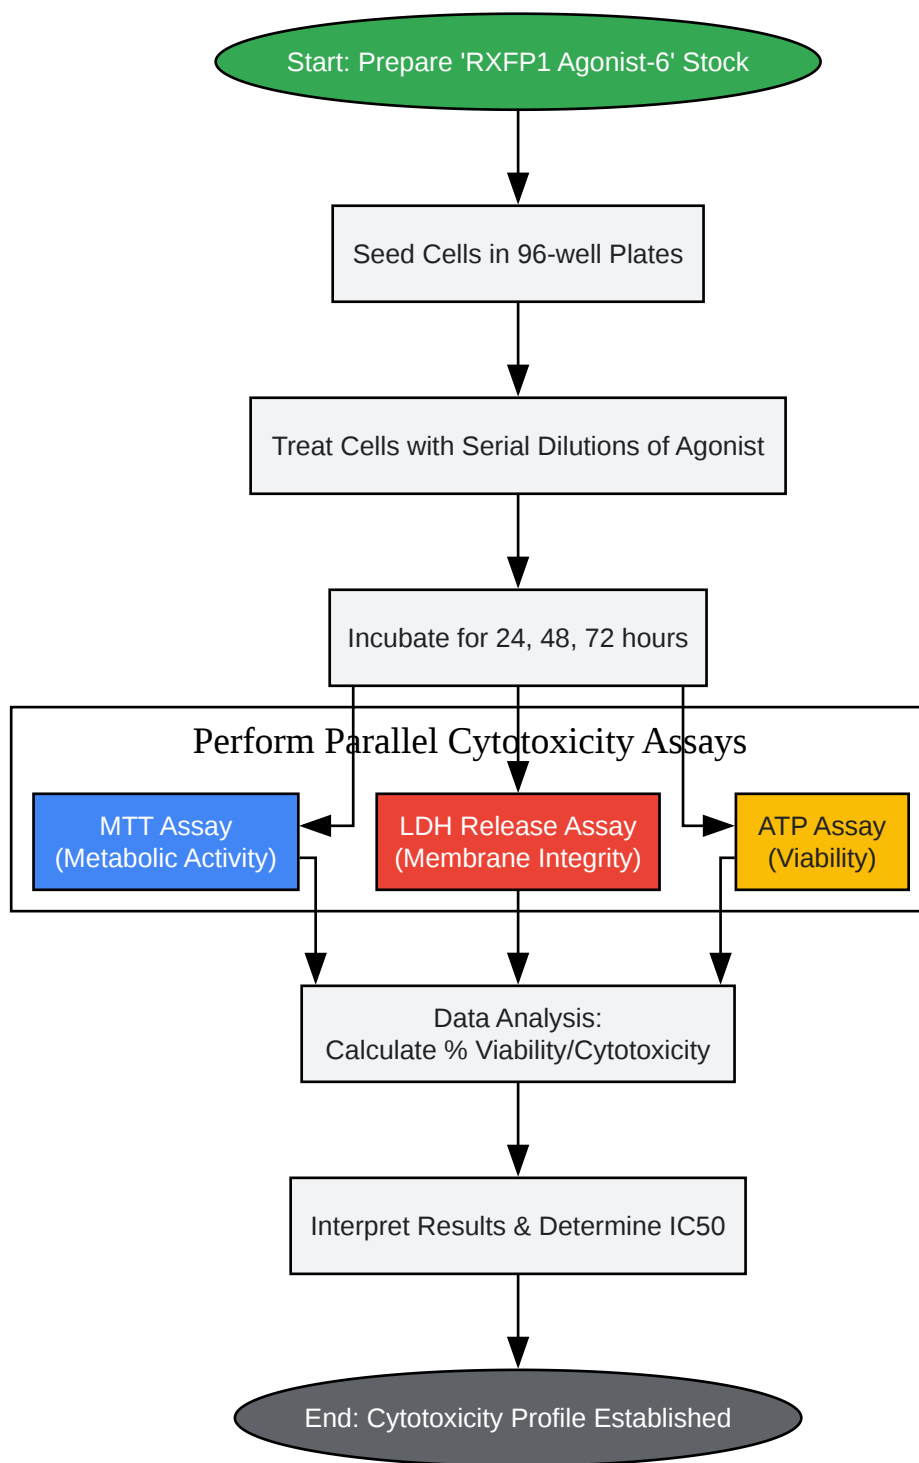 Start: Prepare 'RXFP1 Agonist-6' Stock
Seed Cells in 96-well Plates
Treat Cells with Serial Dilutions of Agonist
Incubate for 24, 48, 72 hours
Perform Parallel Cytotoxicity Assays
MTT Assay
(Metabolic Activity)
LDH Release Assay
(Membrane Integrity)
ATP Assay
(Viability)
Data Analysis:
Calculate % Viability/Cytotoxicity
Interpret Results & Determine IC50
End: Cytotoxicity Profile Established